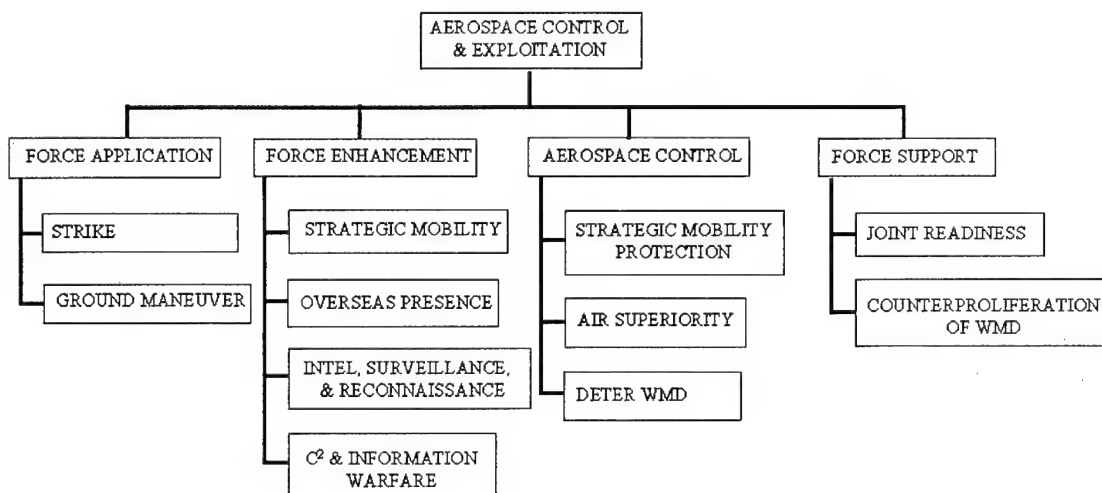 AEROSPACE CONTROL
& EXPLOITATION
FORCE APPLICATION
STRIKE
GROUND MANEUVER
FORCE ENHANCEMENT
STRATEGIC MOBILITY
OVERSEAS PRESENCE
INTEL, SURVEILLANCE,
& RECONNAISSANCE
C² & INFORMATION
WARFARE
AEROSPACE CONTROL
STRATEGIC MOBILITY
PROTECTION
AIR SUPERIORITY
DETER WMD
FORCE SUPPORT
JOINT READINESS
COUNTERPROLIFERATION
OF WMD